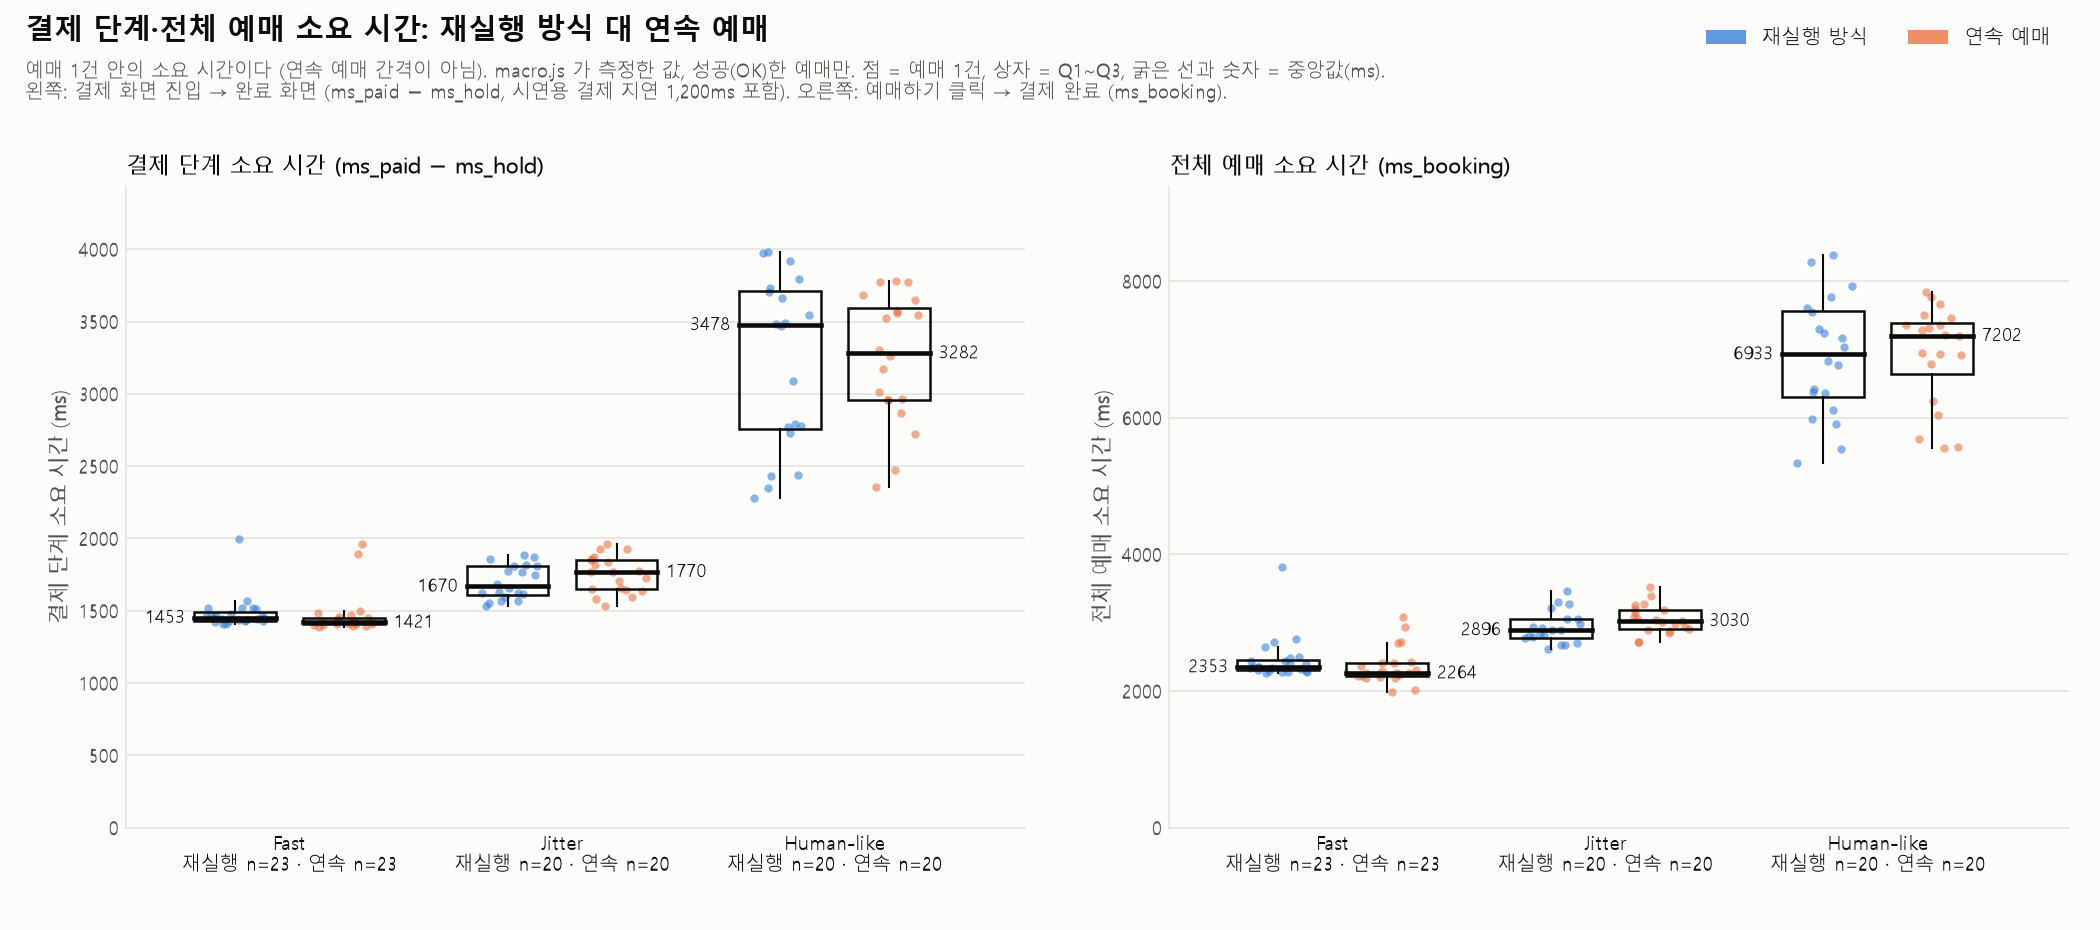 결제 단계·전체 예매 소요 시간: 재실행 방식 대 연속 예매
재실행 방식
연속 예매
예매 1건 안의 소요 시간이다 (연속 예매 간격이 아님). macro.js 가 측정한 값, 성공(OK)한 예매만. 점 = 예매 1건, 상자 = Q1~Q3, 굵은 선과 숫자 = 중앙값(ms).
왼쪽: 결제 화면 진입 → 완료 화면 (ms_paid − ms_hold, 시연용 결제 지연 1,200ms 포함). 오른쪽: 예매하기 클릭 → 결제 완료 (ms_booking).
결제 단계 소요 시간 (ms_paid − ms_hold)
결제 단계 소요 시간 (ms)
4000
3500
3000
2500
2000
1500
1000
500
0
1453
1421
1670
1770
3478
3282
Fast
재실행 n=23 · 연속 n=23
Jitter
재실행 n=20 · 연속 n=20
Human-like
재실행 n=20 · 연속 n=20
전체 예매 소요 시간 (ms_booking)
전체 예매 소요 시간 (ms)
8000
6000
4000
2000
0
2353
2264
2896
3030
6933
7202
Fast
재실행 n=23 · 연속 n=23
Jitter
재실행 n=20 · 연속 n=20
Human-like
재실행 n=20 · 연속 n=20